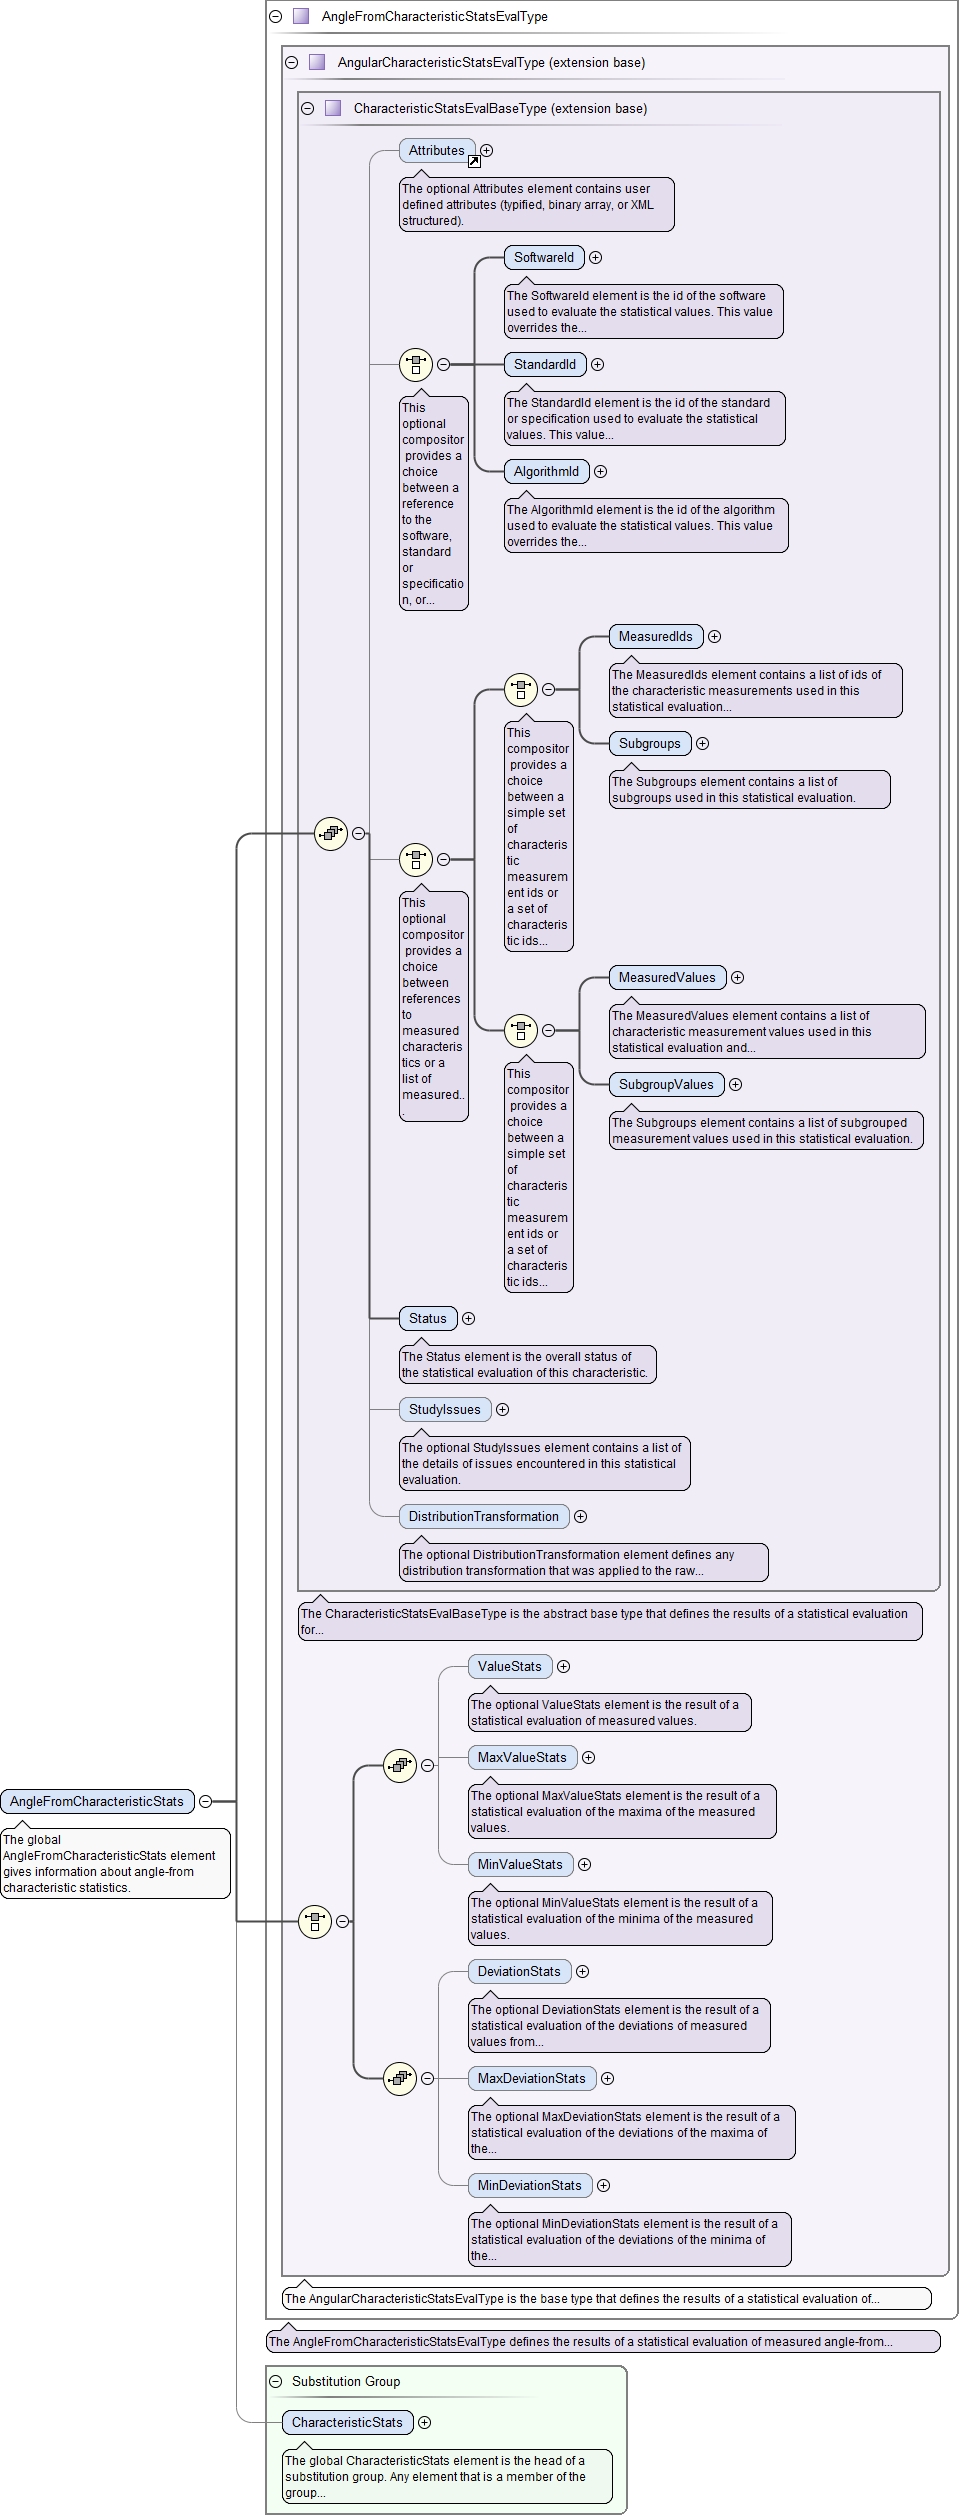 AngleFromCharacteristicStatsEvalType
AngularCharacteristicStatsEvalType (extension base)
CharacteristicStatsEvalBaseType (extension base)
Attributes
The optional Attributes element contains user
defined attributes (typified, binary array, or XML
structured).
SoftwareId
The SoftwareId element is the id of the software
used to evaluate the statistical values. This value
overrides the...
StandardId
The StandardId element is the id of the standard
or specification used to evaluate the statistical
values. This value...
AlgorithmId
The AlgorithmId element is the id of the algorithm
used to evaluate the statistical values. This value
overrides the...
This
optional
compositor
provides a
choice
between a
reference
to the
software,
standard
or
specificatio
n, or...
MeasuredIds
The MeasuredIds element contains a list of ids of
the characteristic measurements used in this
statistical evaluation...
Subgroups
The Subgroups element contains a list of
subgroups used in this statistical evaluation.
This
compositor
provides a
choice
between a
simple set
of
characteris
tic
measurem
ent ids or
a set of
characteris
tic ids...
This
optional
compositor
provides a
choice
between
references
to
measured
characteris
tics or a
list of
measured..
.
MeasuredValues
The MeasuredValues element contains a list of
characteristic measurement values used in this
statistical evaluation and...
SubgroupValues
The Subgroups element contains a list of subgrouped
measurement values used in this statistical evaluation.
This
compositor
provides a
choice
between a
simple set
of
characteris
tic
measurem
ent ids or
a set of
characteris
tic ids...
Status
The Status element is the overall status of
the statistical evaluation of this characteristic.
StudyIssues
The optional StudyIssues element contains a list of
the details of issues encountered in this statistical
evaluation.
DistributionTransformation
The optional DistributionTransformation element defines any
distribution transformation that was applied to the raw...
The CharacteristicStatsEvalBaseType is the abstract base type that defines the results of a statistical evaluation
for...
ValueStats
The optional ValueStats element is the result of a
statistical evaluation of measured values.
MaxValueStats
The optional MaxValueStats element is the result of a
statistical evaluation of the maxima of the measured
values.
AngleFromCharacteristicStats
The global
AngleFromCharacteristicStats element
gives information about angle-from
characteristic statistics.
MinValueStats
The optional MinValueStats element is the result of a
statistical evaluation of the minima of the measured
values.
DeviationStats
The optional DeviationStats element is the result of a
statistical evaluation of the deviations of measured
values from...
MaxDeviationStats
The optional MaxDeviationStats element is the result of a
statistical evaluation of the deviations of the maxima of
the...
MinDeviationStats
The optional MinDeviationStats element is the result of a
statistical evaluation of the deviations of the minima of
the...
The AngularCharacteristicStatsEvalType is the base type that defines the results of a statistical evaluation of...
The AngleFromCharacteristicStatsEvalType defines the results of a statistical evaluation of measured angle-from...
Substitution Group
CharacteristicStats
The global CharacteristicStats element is the head of a
substitution group. Any element that is a member of the
group...